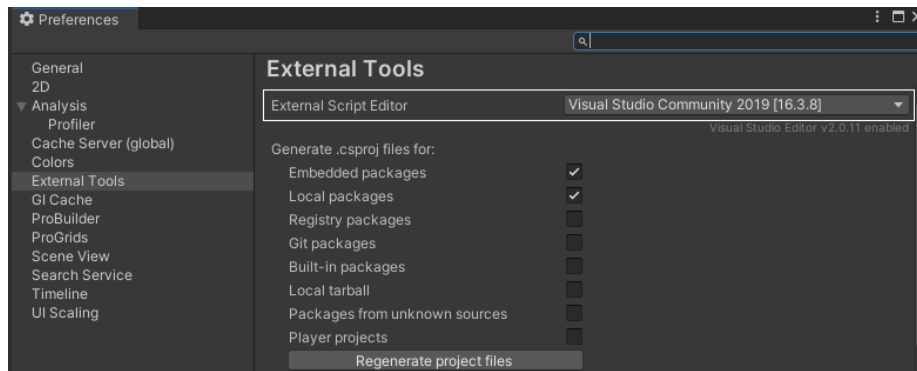 Preferences
General
2D
Analysis
Profiler
Cache Server (global)
Colors
External Tools
GI Cache
ProBuilder
ProGrids
Scene View
Search Service
Timeline
UI Scaling
External Tools
External Script Editor Visual Studio Community 2019 [16.3.8]
Visual Studio Editor v2.0.11 enabled
Generate .csproj files for:
Embedded packages
Local packages
Registry packages
Git packages
Built-in packages
Local tarball
Packages from unknown sources
Player projects
Regenerate project files